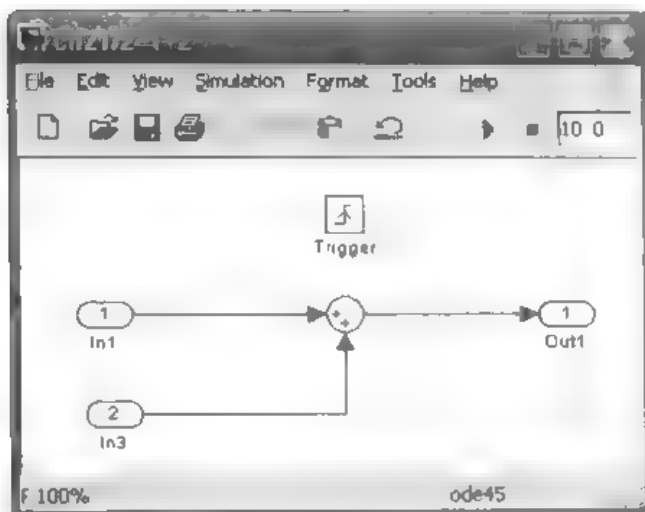 File Edit View Simulation Format Tools Help
10 0
Trigger
1
In1
1
Out1
2
In3
100%
ode45